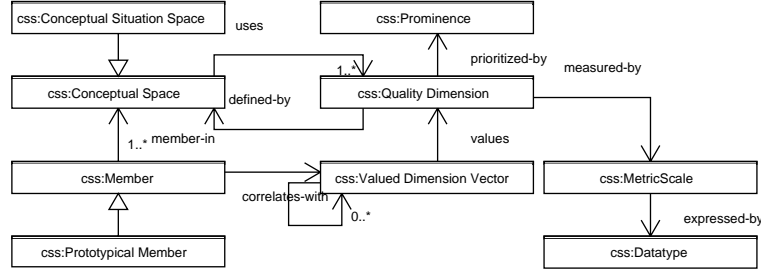 css:Conceptual Situation Space
uses
css:Prominence
prioritized-by
measured-by
1..*
css:Conceptual Space
defined-by
css:Quality Dimension
1..*
member-in
values
css:Member
correlates-with
css:Valued Dimension Vector
css:MetricScale
0..*
expressed-by
css:Prototypical Member
css:Datatype